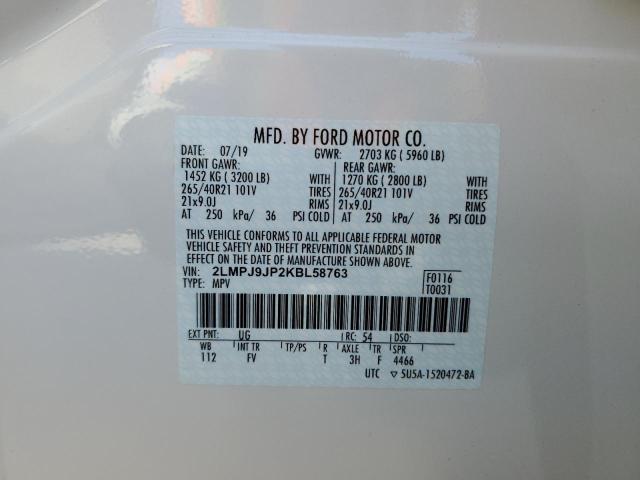 MFD. BY FORD MOTOR CO.
DATE: 07/19 GVWR: 2703 KG ( 5960 LB)
FRONT GAWR: REAR GAWR:
1452 KG ( 3200 LB) 1270 KG ( 2800 LB)
265/40R21 101V TIRES 265/40R21 101V TIRES
21x9.0J RIMS 21x9.0J RIMS
AT 250 kPa/ 36 PSI COLD AT 250 kPa/ 36 PSI COLD
THIS VEHICLE CONFORMS TO ALL APPLICABLE FEDERAL MOTOR
VEHICLE SAFETY AND THEFT PREVENTION STANDARDS IN
EFFECT ON THE DATE OF MANUFACTURE SHOWN ABOVE.
VIN: 2LMPJ9JP2KBL58763 F0116
TYPE: MPV T0031
EXT PNT: UG RC: 54 DSO:
WB INT TR TP/PS R AXLE TR SPR
112 FV T 3H F 4466
UTC ▽ 5U5A-1520472-BA